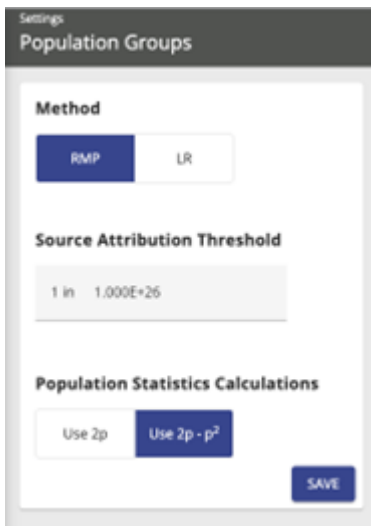 Settings
Population Groups
Method
RMP LR
Source Attribution Threshold
1 in 1.000E+26
Population Statistics Calculations
Use 2p Use 2p - p²
SAVE